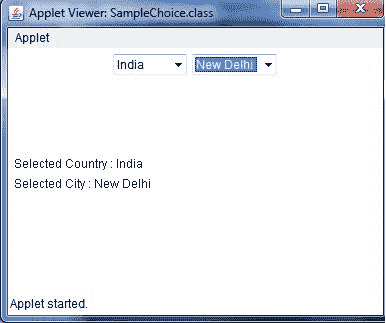 Applet Viewer: SampleChoice.class
Applet
India New Delhi
Selected Country : India
Selected City : New Delhi
Applet started.